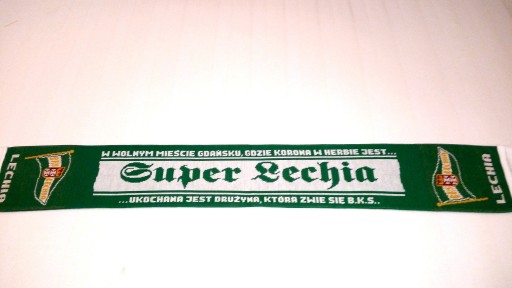 W WOLNYM MIEŚCIE GDAŃSKU, GDZIE KORONA W HERBIE JEST...
LECHIA
Super Lechia
LECHIA
...UKOCHANA JEST DRUŻYNA, KTÓRA ZWIE SIĘ B.K.S..